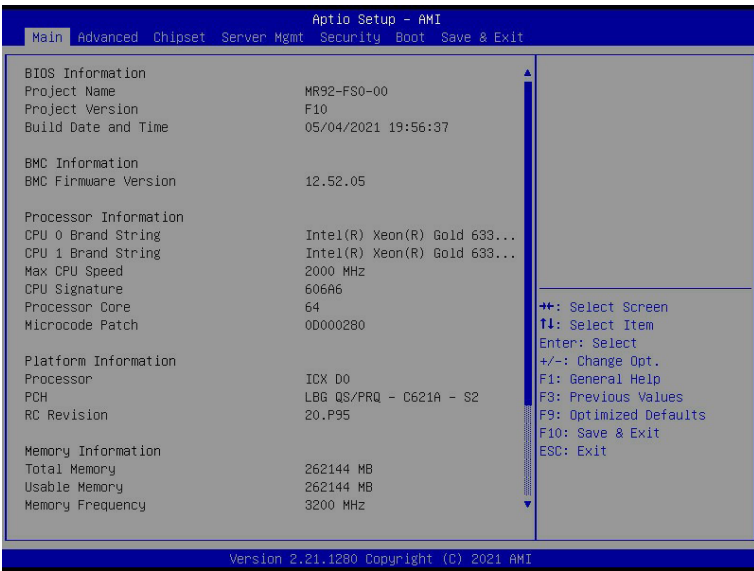 Aptio Setup – AMI
Main Advanced Chipset Server Mgmt Security Boot Save & Exit
BIOS Information
Project Name MR92-FS0-00
Project Version F10
Build Date and Time 05/04/2021 19:56:37
BMC Information
BMC Firmware Version 12.52.05
Processor Information
CPU 0 Brand String Intel(R) Xeon(R) Gold 633...
CPU 1 Brand String Intel(R) Xeon(R) Gold 633...
Max CPU Speed 2000 MHz
CPU Signature 606A6
Processor Core 64
Microcode Patch 0D000280
Platform Information
Processor ICX D0
PCH LBG QS/PRQ - C621A - S2
RC Revision 20.P95
Memory Information
Total Memory 262144 MB
Usable Memory 262144 MB
Memory Frequency 3200 MHz
→←: Select Screen
↑↓: Select Item
Enter: Select
+/-: Change Opt.
F1: General Help
F3: Previous Values
F9: Optimized Defaults
F10: Save & Exit
ESC: Exit
Version 2.21.1280 Copyright (C) 2021 AMI